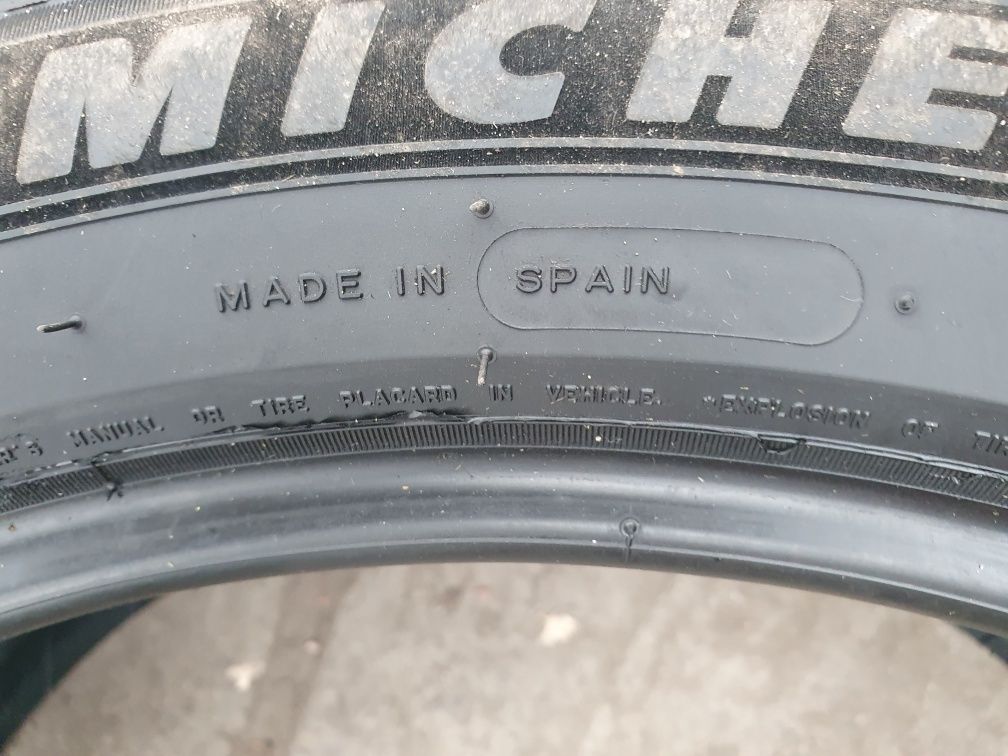 MICHE
MADE IN SPAIN
MANUAL OR TIRE PLACARD IN VEHICLE. *EXPLOSION OF